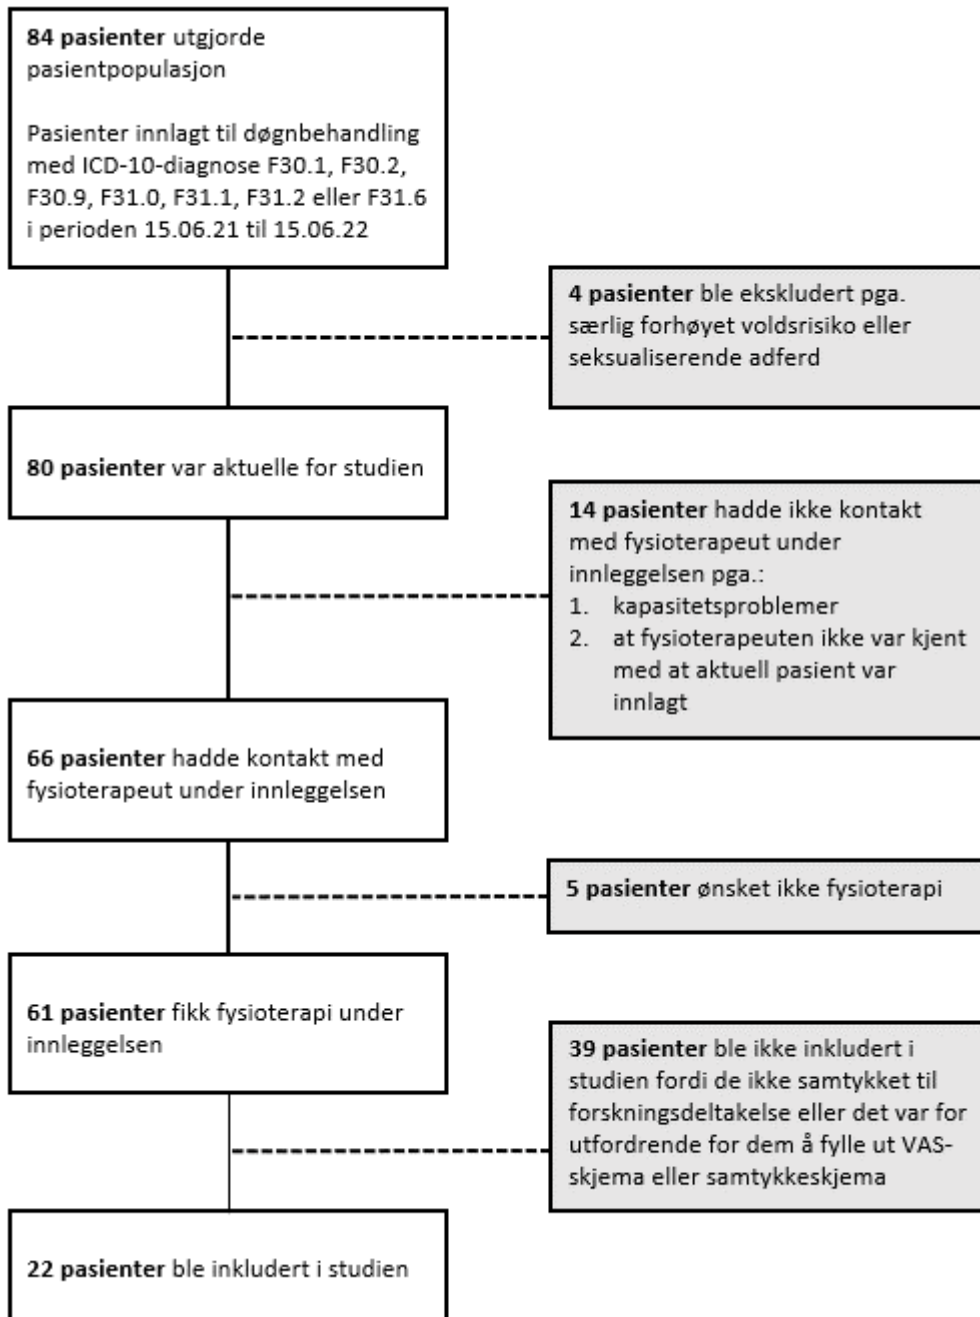 84 pasienter utgjorde
pasientpopulasjon
Pasienter innlagt til døgnbehandling
med ICD-10-diagnose F30.1, F30.2,
F30.9, F31.0, F31.1, F31.2 eller F31.6
i perioden 15.06.21 til 15.06.22
4 pasienter ble ekskludert pga.
særlig forhøyet voldsrisiko eller
seksualiserende adferd
80 pasienter var aktuelle for studien
14 pasienter hadde ikke kontakt
med fysioterapeut under
innleggelsen pga.:
1. kapasitetsproblemer
2. at fysioterapeuten ikke var kjent
med at aktuell pasient var
innlagt
66 pasienter hadde kontakt med
fysioterapeut under innleggelsen
5 pasienter ønsket ikke fysioterapi
61 pasienter fikk fysioterapi under
innleggelsen
39 pasienter ble ikke inkludert i
studien fordi de ikke samtykket til
forskningsdeltakelse eller det var for
utfordrende for dem å fylle ut VAS-
skjema eller samtykkeskjema
22 pasienter ble inkludert i studien